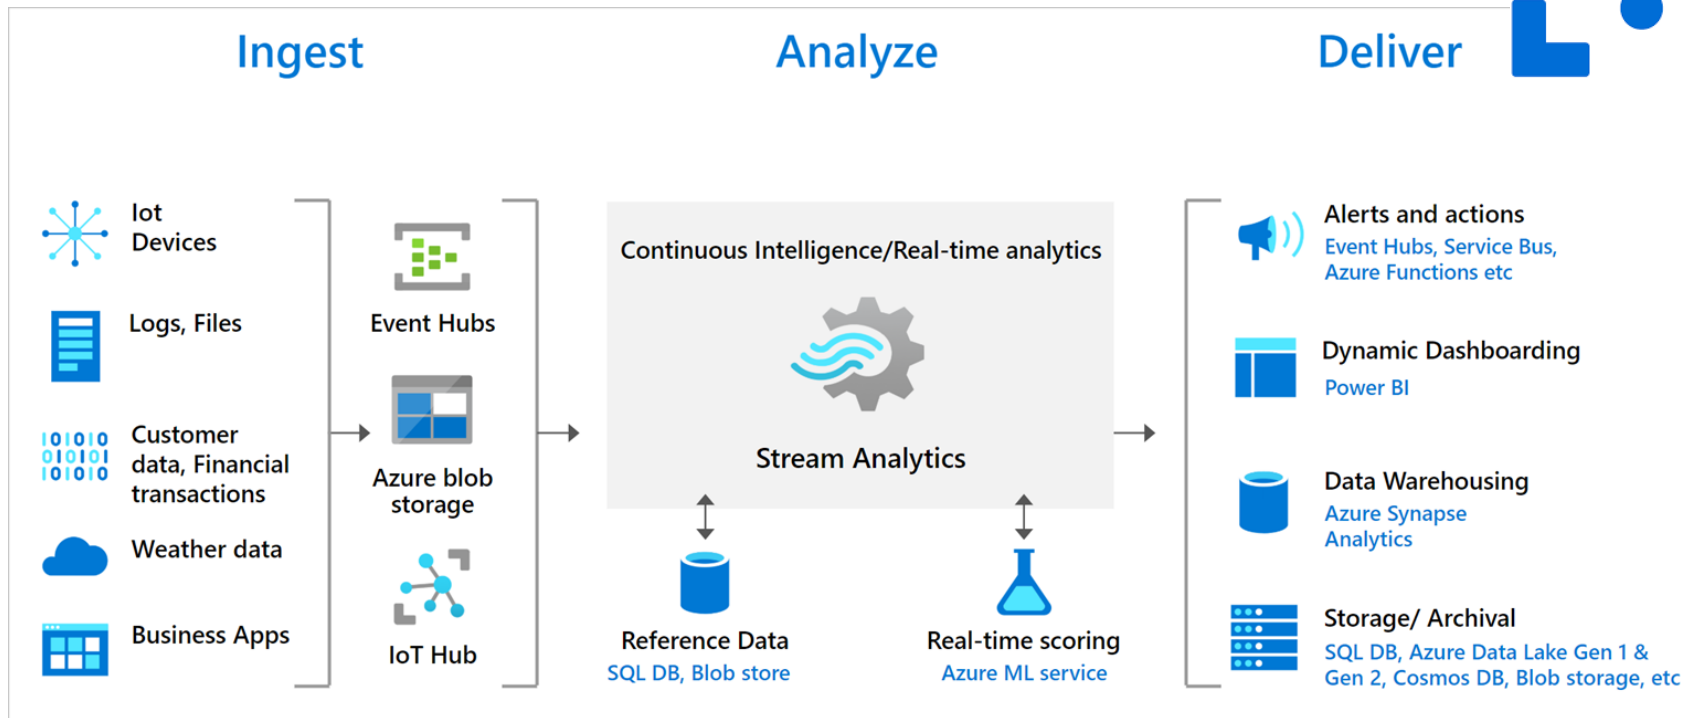 Ingest
Analyze
Deliver
Iot
Devices
Logs, Files
Customer
data, Financial
transactions
Weather data
Business Apps
Event Hubs
Azure blob
storage
IoT Hub
Continuous Intelligence/Real-time analytics
Stream Analytics
Reference Data
SQL DB, Blob store
Real-time scoring
Azure ML service
Alerts and actions
Event Hubs, Service Bus,
Azure Functions etc
Dynamic Dashboarding
Power BI
Data Warehousing
Azure Synapse
Analytics
Storage/ Archival
SQL DB, Azure Data Lake Gen 1 &
Gen 2, Cosmos DB, Blob storage, etc